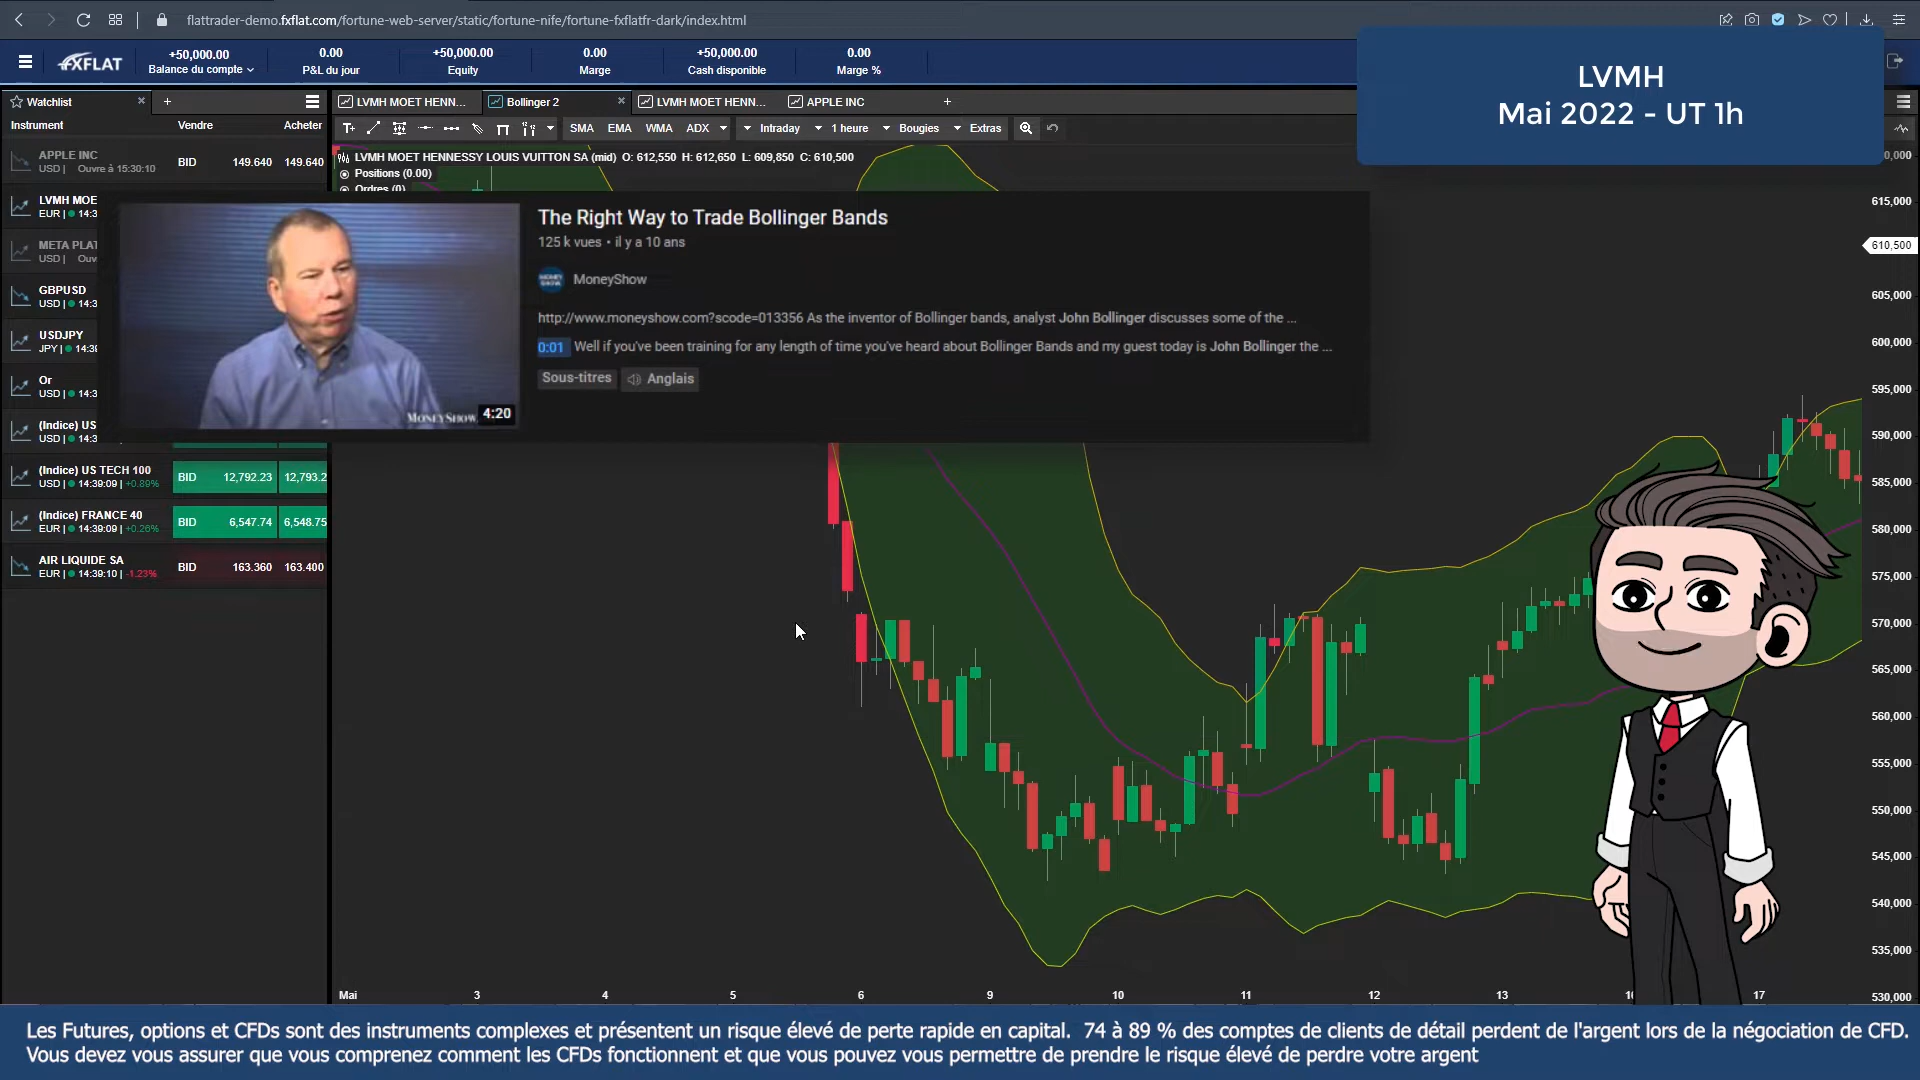 flattrader-demo.fxflat.com/fortune-web-server/static/fortune-nife/fortune-fxflatfr-dark/index.html
FXFLAT
+50,000.00
Balance du compte
0.00
P&L du jour
+50,000.00
Equity
0.00
Marge
+50,000.00
Cash disponible
0.00
Marge %
LVMH
Mai 2022 - UT 1h
Watchlist
LVMH MOET HENN...
Bollinger 2
LVMH MOET HENN...
APPLE INC
Instrument Vendre Acheter
SMA EMA WMA ADX Intraday 1 heure Bougies Extras
APPLE INC
USD | Ouvre à 15:30:10
BID 149.640 149.640
LVMH MOET HENNESSY LOUIS VUITTON SA (mid) O: 612,550 H: 612,650 L: 609,850 C: 610,500
Positions (0.00)
Ordres (0)
LVMH MOE
EUR | 14:3
META PLAT
USD | Ouv
GBPUSD
USD | 14:3
USDJPY
JPY | 14:3
Or
USD | 14:3
(Indice) US
USD | 14:3
(Indice) US TECH 100
USD | 14:39:09 | +0.89%
BID 12,792.23 12,793.2
(Indice) FRANCE 40
EUR | 14:39:09 | +0.26%
BID 6,547.74 6,548.75
AIR LIQUIDE SA
EUR | 14:39:10 | -1.23%
BID 163.360 163.400
The Right Way to Trade Bollinger Bands
125 k vues • il y a 10 ans
MONEY SHOW
MoneyShow
http://www.moneyshow.com?scode=013356 As the inventor of Bollinger bands, analyst John Bollinger discusses some of the ...
0:01 Well if you've been training for any length of time you've heard about Bollinger Bands and my guest today is John Bollinger the ...
Sous-titres Anglais
MONEYSHOW
4:20
0,000
615,000
610,500
605,000
600,000
595,000
590,000
585,000
580,000
575,000
570,000
565,000
560,000
555,000
550,000
545,000
540,000
535,000
530,000
Mai 3 4 5 6 9 10 11 12 13 16 17
Les Futures, options et CFDs sont des instruments complexes et présentent un risque élevé de perte rapide en capital. 74 à 89 % des comptes de clients de détail perdent de l'argent lors de la négociation de CFD.
Vous devez vous assurer que vous comprenez comment les CFDs fonctionnent et que vous pouvez vous permettre de prendre le risque élevé de perdre votre argent